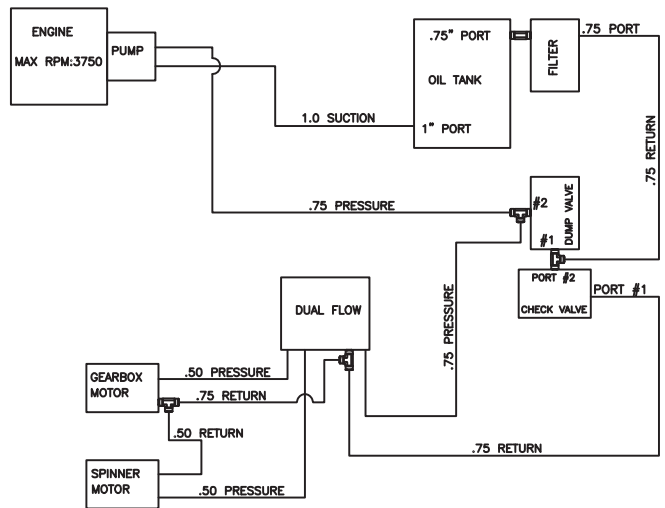 ENGINE
MAX RPM:3750
PUMP
.75" PORT
OIL TANK
1" PORT
FILTER
.75 PORT
1.0 SUCTION
.75 RETURN
.75 PRESSURE
#2
#1
DUMP VALVE
PORT #2
CHECK VALVE
PORT #1
DUAL FLOW
.75 PRESSURE
GEARBOX
MOTOR
.50 PRESSURE
.75 RETURN
.50 RETURN
.75 RETURN
SPINNER
MOTOR
.50 PRESSURE